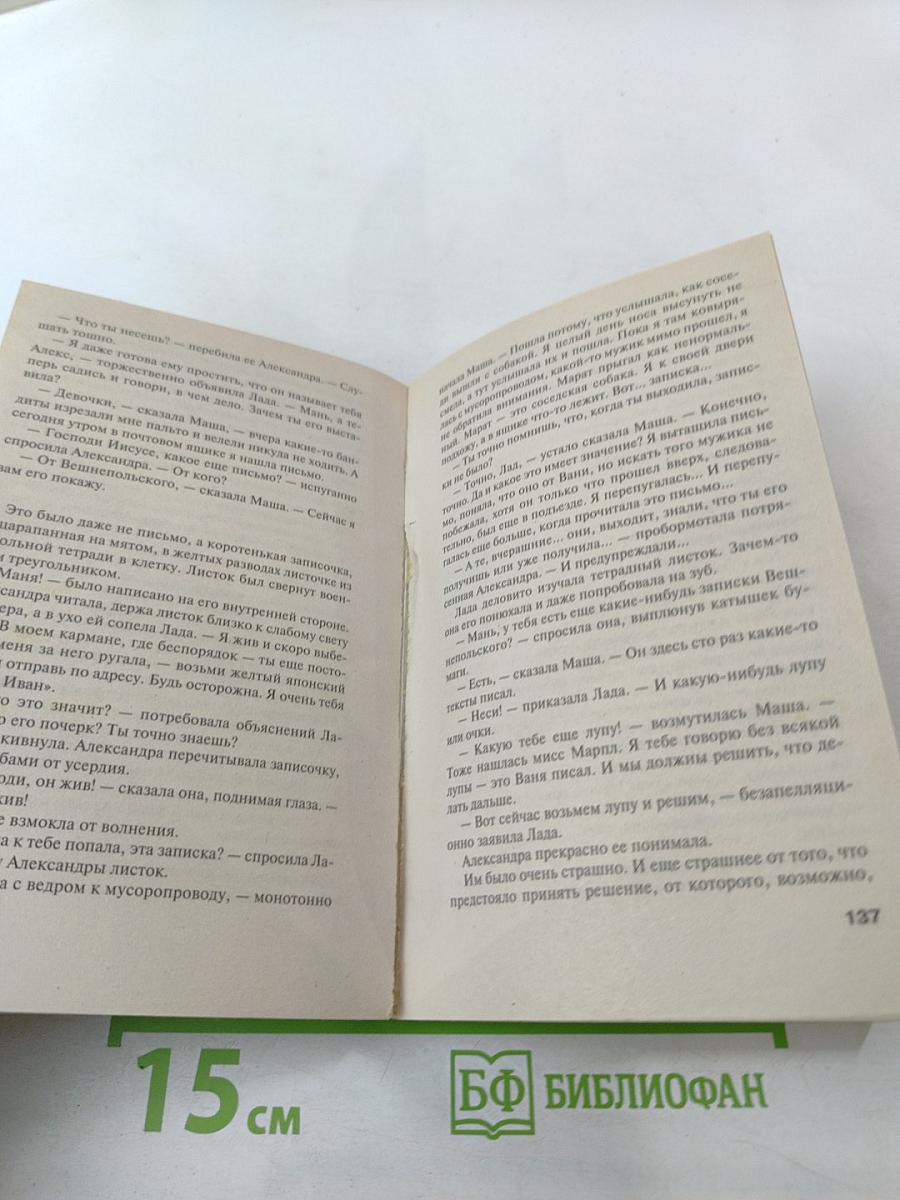 — Что ты несешь? — перебила ее Александра. — Слу-
шать тошно.
— Я даже готова ему простить, что он называет тебя
Алекс, — торжественно объявила Лада. — Мань, а те-
перь садись и говори, в чем дело. Зачем ты его выста-
вила?
— Девочки, — сказала Маша, — вчера какие-то бан-
диты изрезали мне пальто и велели никуда не ходить. А
сегодня утром в почтовом ящике я нашла письмо.
— Господи Иисусе, какое еще письмо? — испуганно
спросила Александра. — От кого?
— От Вешнепольского, — сказала Маша. — Сейчас я
вам его покажу.
Это было даже не письмо, а коротенькая записочка,
царапанная на мятом, в желтых разводах листочке из
ольной тетради в клетку. Листок был свернут воен-
м треугольником.
Маня! — было написано на его внутренней стороне.
сандра читала, держа листок близко к слабому свету
ера, а в ухо ей сопела Лада. — Я жив и скоро выбе-
В моем кармане, где беспорядок — ты еще посто-
меня за него ругала, — возьми желтый японский
и отправь по адресу. Будь осторожна. Я очень тебя
Иван».
о это значит? — потребовала объяснений Ла-
о его почерк? Ты точно знаешь?
кивнула. Александра перечитывала записочку,
бами от усердия.
оди, он жив! — сказала она, поднимая глаза. —
жив!
е взмокла от волнения.
а к тебе попала, эта записка? — спросила Ла-
у Александры листок.
а с ведром к мусоропроводу, — монотонно
начала Маша. — Пошла потому, что услышала, как сосе-
ди вышли с собакой. Я целый день носа высунуть не
смела, а тут услышала их и пошла. Пока я там ковыря-
лась с мусоропроводом, какой-то мужик мимо прошел, я
не обратила внимания. Марат прыгал как ненормаль-
ный. Марат — это соседская собака. Я к своей двери
подхожу, а в ящике что-то лежит. Вот... записка...
— Ты точно помнишь, что, когда ты выходила, запис-
ки не было?
— Точно, Лад, — устало сказала Маша. — Конечно,
точно. Да и какое это имеет значение? Я вытащила пись-
мо, поняла, что оно от Вани, но искать того мужика не
побежала, хотя он только что прошел вверх, следова-
тельно, был еще в подъезде. Я перепугалась... И перепу-
галась еще больше, когда прочитала это письмо...
— А те, вчерашние... они, выходит, знали, что ты его
получишь или уже получила... — пробормотала потря-
сенная Александра. — И предупреждали...
Лада деловито изучала тетрадный листок. Зачем-то
она его понюхала и даже попробовала на зуб.
— Мань, у тебя есть еще какие-нибудь записки Веш-
непольского? — спросила она, выплюнув катышек бу-
маги.
— Есть, — сказала Маша. — Он здесь сто раз какие-то
тексты писал.
— Неси! — приказала Лада. — И какую-нибудь лупу
или очки.
— Какую тебе еще лупу! — возмутилась Маша. —
Тоже нашлась мисс Марпл. Я тебе говорю без всякой
лупы — это Ваня писал. И мы должны решить, что де-
лать дальше.
— Вот сейчас возьмем лупу и решим, — безапелляци-
онно заявила Лада.
Александра прекрасно ее понимала.
Им было очень страшно. И еще страшнее от того, что
предстояло принять решение, от которого, возможно,
137
15 см
БФ БИБЛИОФАН